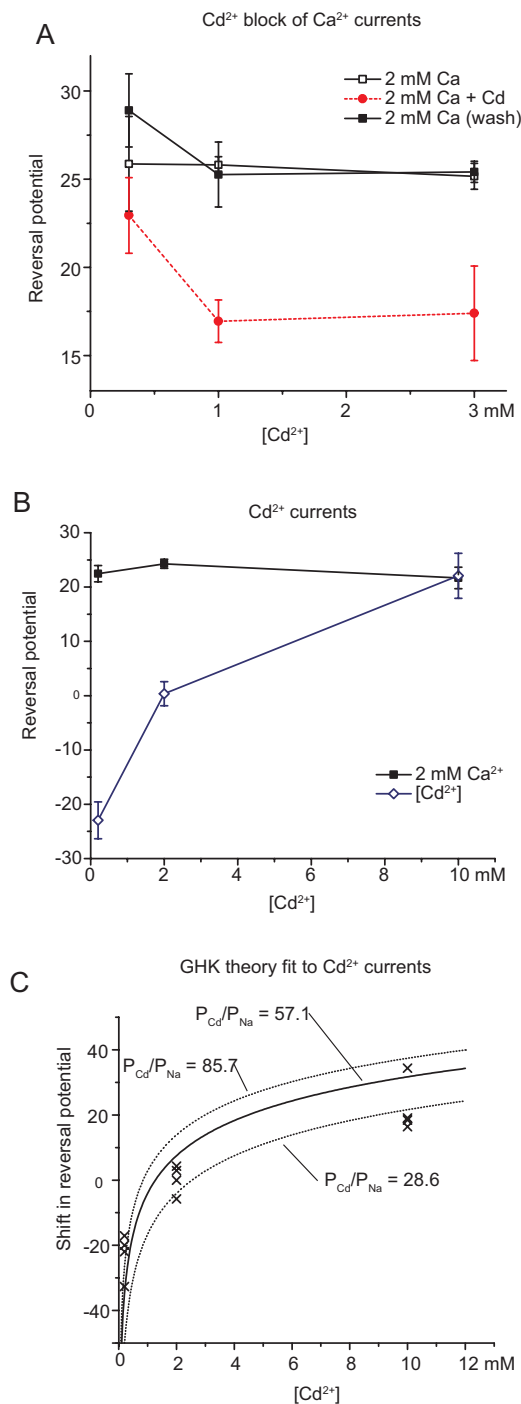 A
Cd²⁺ block of Ca²⁺ currents
2 mM Ca
2 mM Ca + Cd
2 mM Ca (wash)
30
25
20
15
Reversal potential
0 1 2 3 mM
[Cd²⁺]
B
Cd²⁺ currents
30
20
10
0
-10
-20
-30
Reversal potential
2 mM Ca²⁺
[Cd²⁺]
0 2 4 6 8 10 mM
[Cd²⁺]
GHK theory fit to Cd²⁺ currents
C
P_Cd/P_Na = 57.1
P_Cd/P_Na = 85.7
P_Cd/P_Na = 28.6
40
20
0
-20
-40
Shift in reversal potential
0 2 4 6 8 10 12 mM
[Cd²⁺]